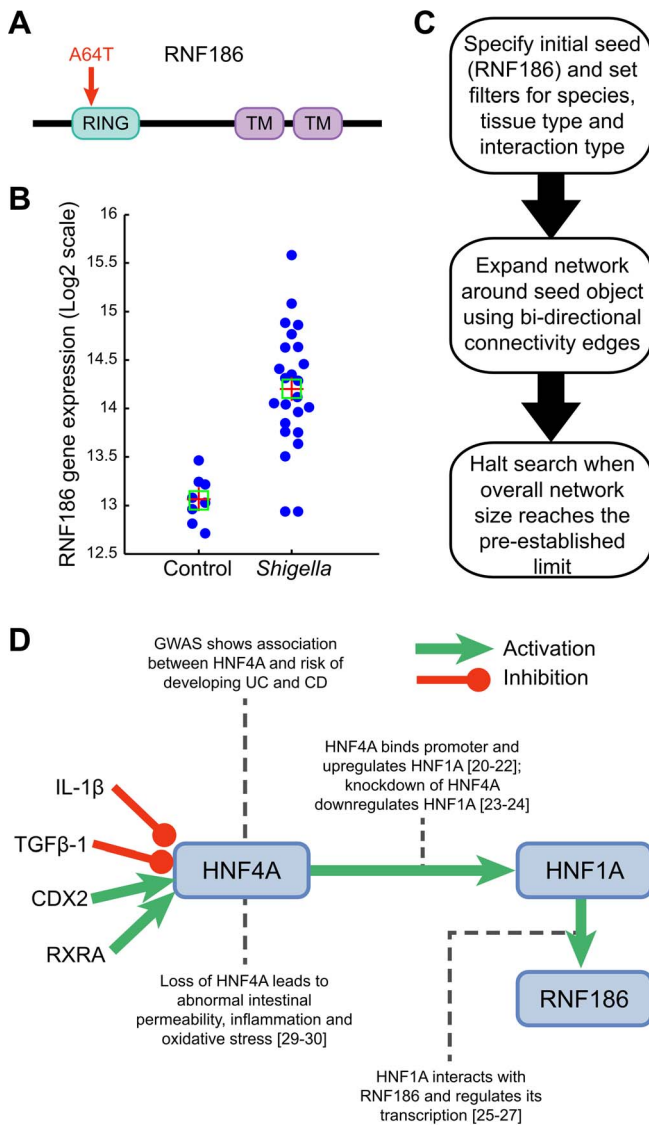 A
A64T
RNF186
RING
TM
TM
B
RNF186 gene expression (Log2 scale)
16
15.5
15
14.5
14
13.5
13
12.5
Control
Shigella
C
Specify initial seed
(RNF186) and set
filters for species,
tissue type and
interaction type
Expand network
around seed object
using bi-directional
connectivity edges
Halt search when
overall network
size reaches the
pre-established
limit
D
GWAS shows association
between HNF4A and risk of
developing UC and CD
Activation
Inhibition
HNF4A binds promoter and
upregulates HNF1A [20-22];
knockdown of HNF4A
downregulates HNF1A [23-24]
IL-1β
TGFβ-1
CDX2
RXRA
HNF4A
HNF1A
RNF186
Loss of HNF4A leads to
abnormal intestinal
permeability, inflammation and
oxidative stress [29-30]
HNF1A interacts with
RNF186 and regulates its
transcription [25-27]